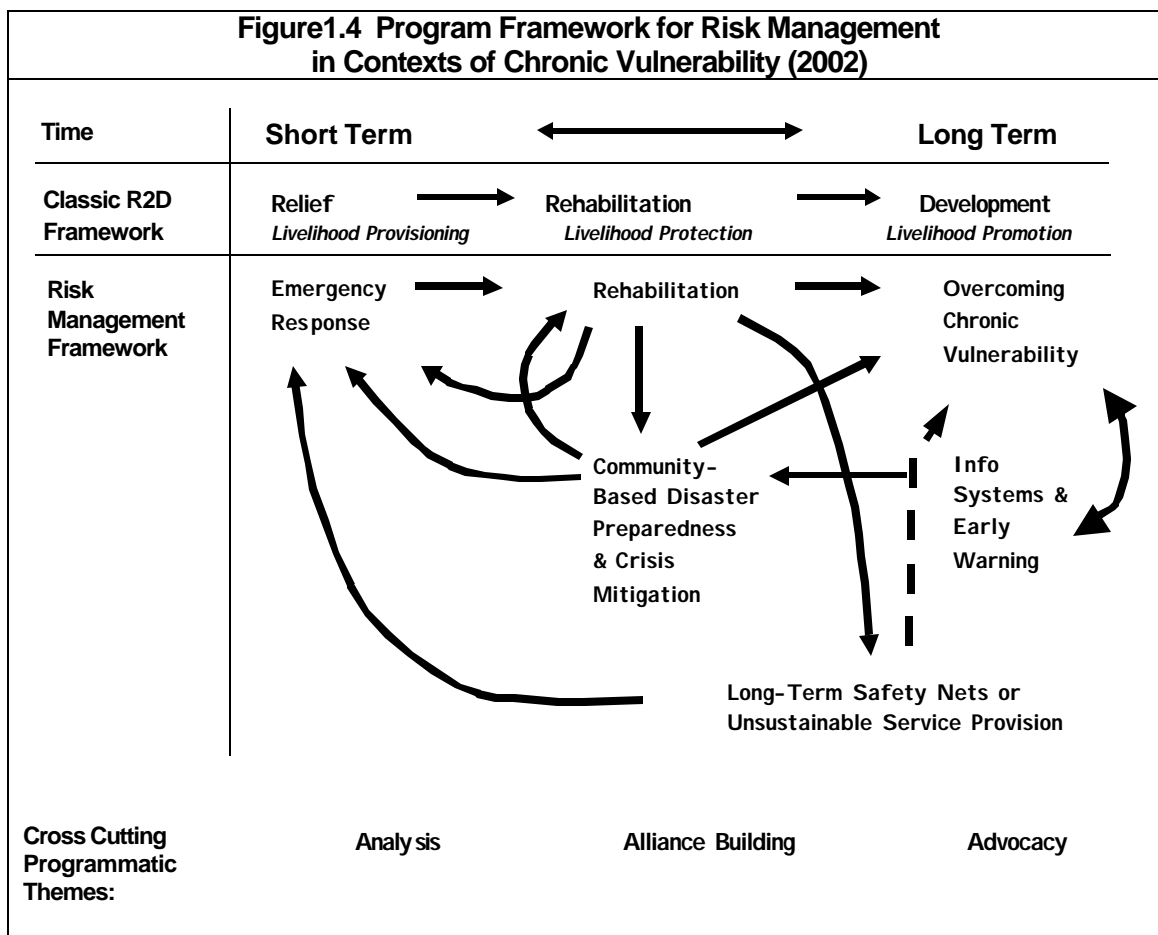 Figure1.4 Program Framework for Risk Management
in Contexts of Chronic Vulnerability (2002)
Time
Short Term
Long Term
Classic R2D
Framework
Relief
Livelihood Provisioning
Rehabilitation
Livelihood Protection
Development
Livelihood Promotion
Risk
Management
Framework
Emergency
Response
Rehabilitation
Overcoming
Chronic
Vulnerability
Community-
Based Disaster
Preparedness
& Crisis
Mitigation
Info
Systems &
Early
Warning
Long-Term Safety Nets or
Unsustainable Service Provision
Cross Cutting
Programmatic
Themes:
Analysis
Alliance Building
Advocacy